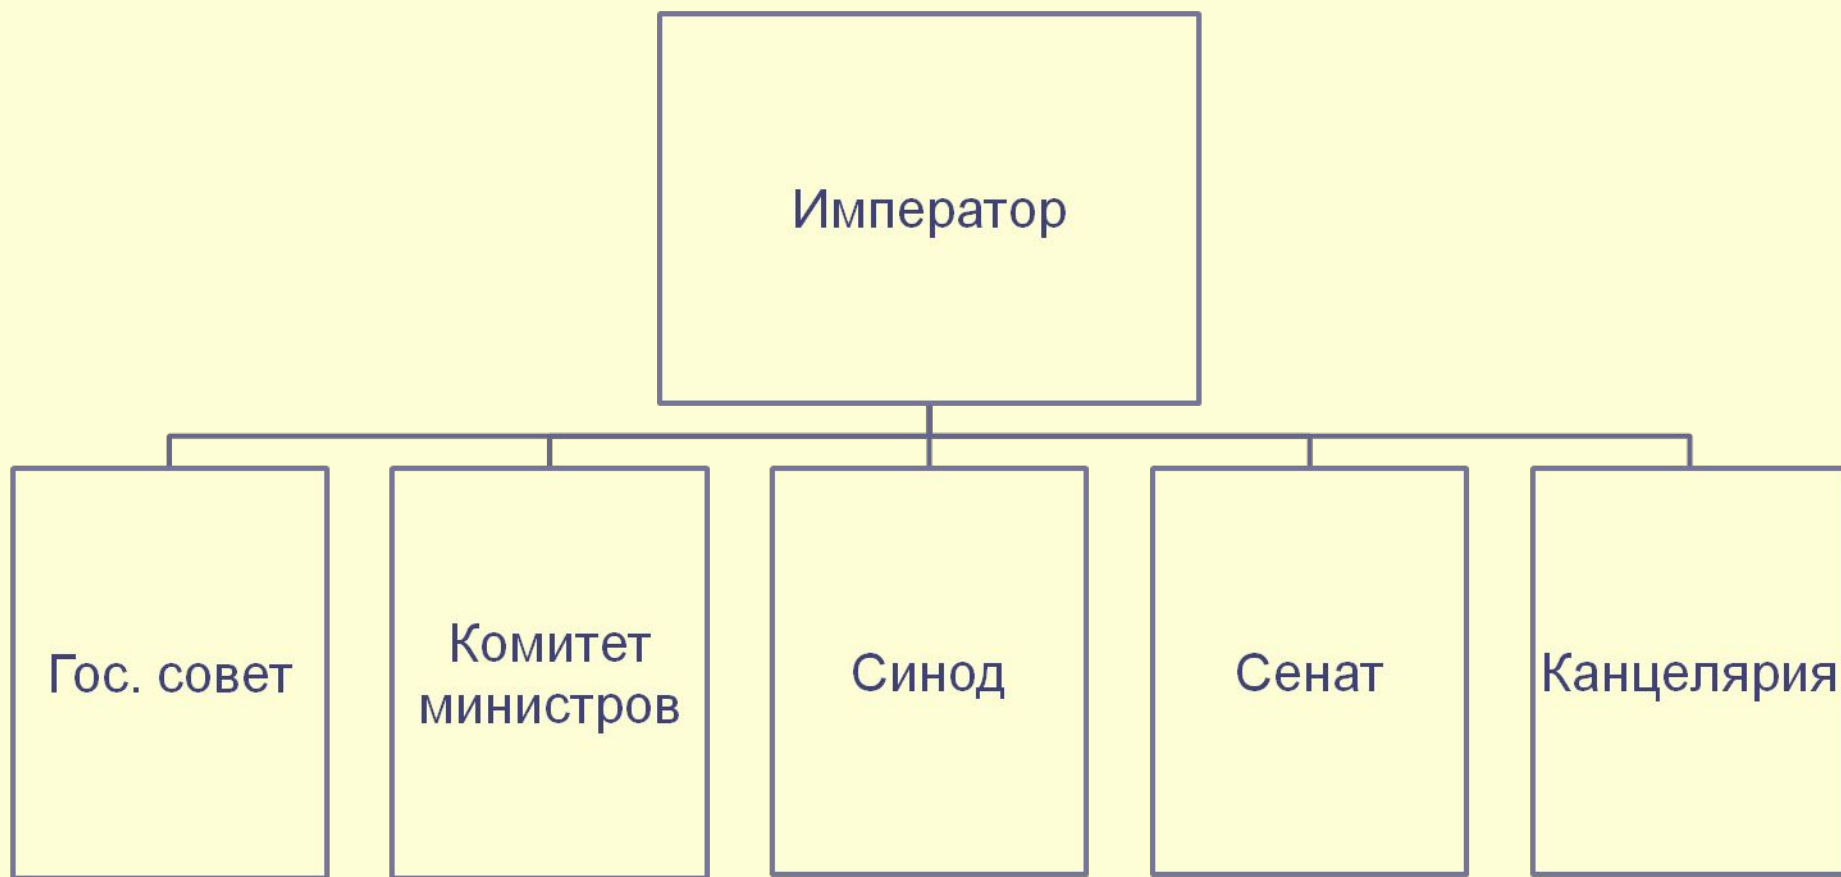 Император
Гос. совет
Комитет
министров
Синод
Сенат
Канцелярия